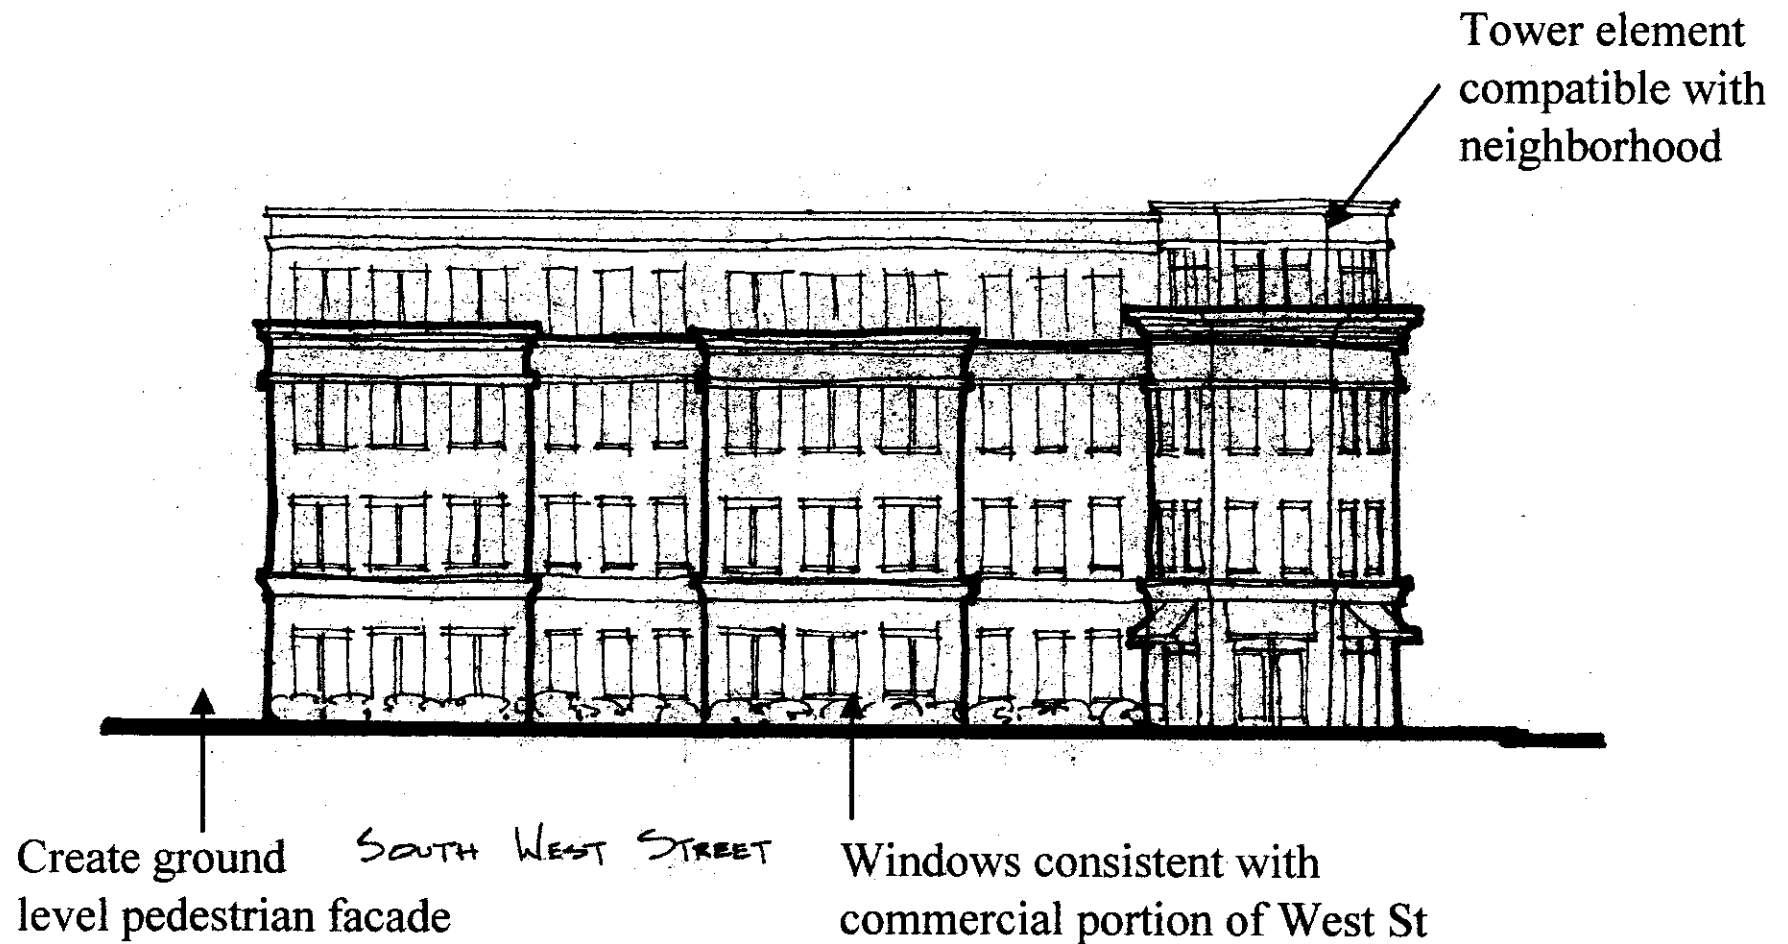 Tower element
compatible with
neighborhood
Create ground
level pedestrian facade
SOUTH WEST STREET
Windows consistent with
commercial portion of West St